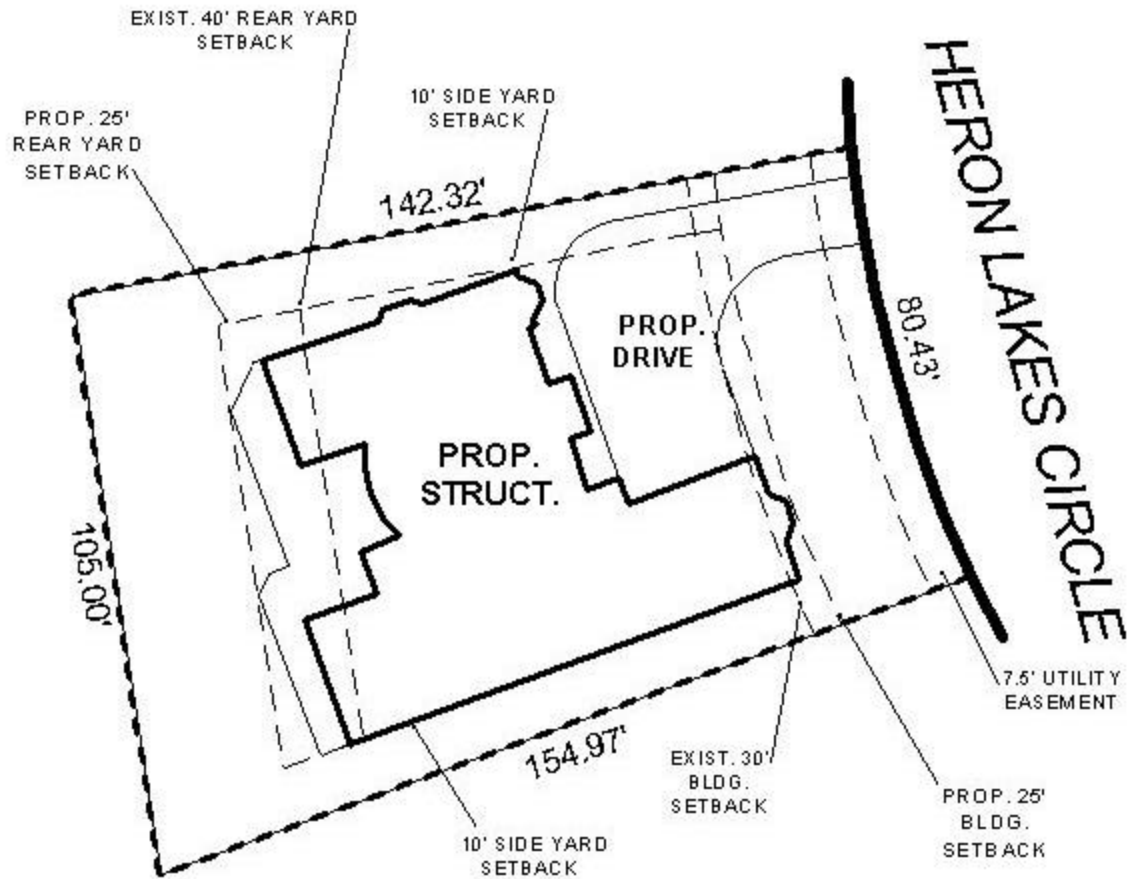 EXIST. 40' REAR YARD
SETBACK
10' SIDE YARD
SETBACK
PROP. 25'
REAR YARD
SETBACK
142.32'
HERON LAKES CIRCLE
80.43'
PROP.
DRIVE
PROP.
STRUCT.
105.00'
154.97'
7.5' UTILITY
EASEMENT
EXIST. 30'
BLDG.
SETBACK
PROP. 25'
BLDG.
SETBACK
10' SIDE YARD
SETBACK